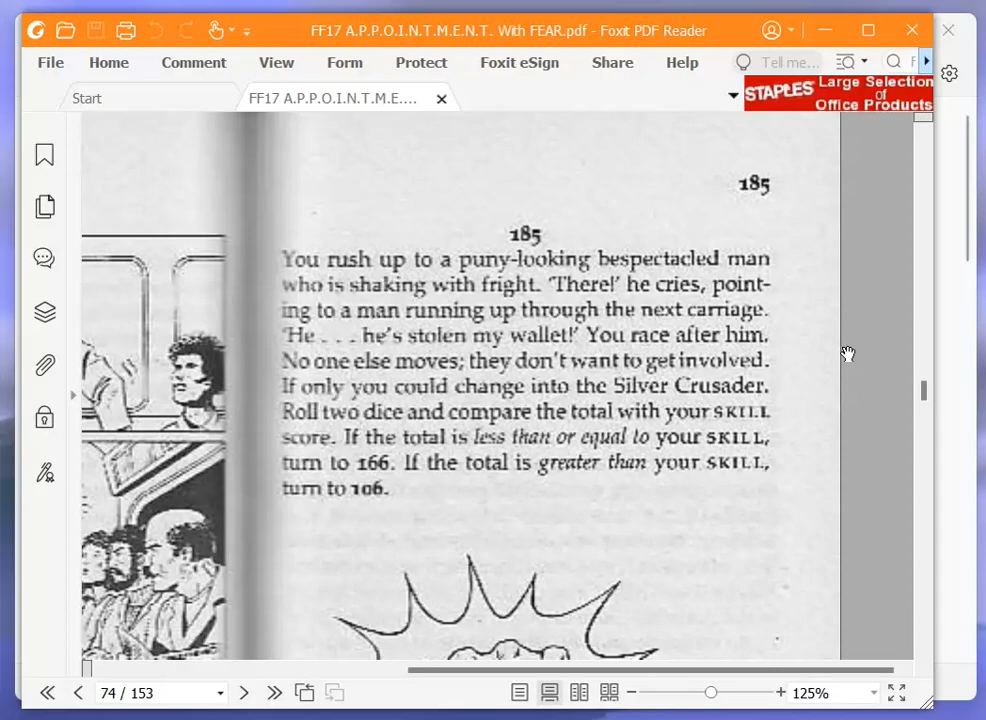 FF17 A.P.P.O.I.N.T.M.E.N.T. With FEAR.pdf - Foxit PDF Reader
File Home Comment View Form Protect Foxit eSign Share Help Tell me... F
Start FF17 A.P.P.O.I.N.T.M.E.... STAPLES Large Selection
of
Office Products
185
185
You rush up to a puny-looking bespectacled man
who is shaking with fright. 'There!' he cries, point-
ing to a man running up through the next carriage.
'He . . . he's stolen my wallet!' You race after him.
No one else moves; they don't want to get involved.
If only you could change into the Silver Crusader.
Roll two dice and compare the total with your SKILL
score. If the total is less than or equal to your SKILL,
turn to 166. If the total is greater than your SKILL,
turn to 106.
74 / 153 125%